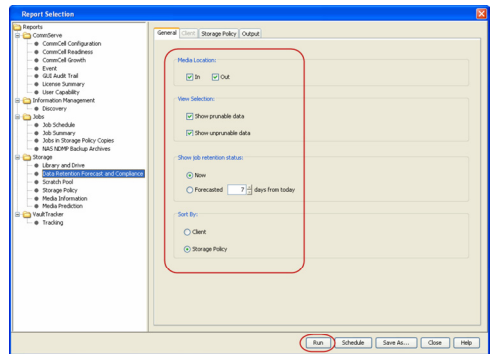 Report Selection
Reports
CommServe
CommCell Configuration
CommCell Readiness
CommCell Growth
Event
GUI Audit Trail
License Summary
User Capability
Information Management
Discovery
Jobs
Job Schedule
Job Summary
Jobs in Storage Policy Copies
NAS NDMP Backup Archives
Storage
Library and Drive
Data Retention Forecast and Compliance
Scratch Pool
Storage Policy
Media Information
Media Prediction
VaultTracker
Tracking
General Client Storage Policy Output
Media Location:
In Out
View Selection:
Show prunable data
Show unprunable data
Show job retention status:
Now
Forecasted 7 days from today
Sort By:
Client
Storage Policy
Run Schedule Save As... Close Help